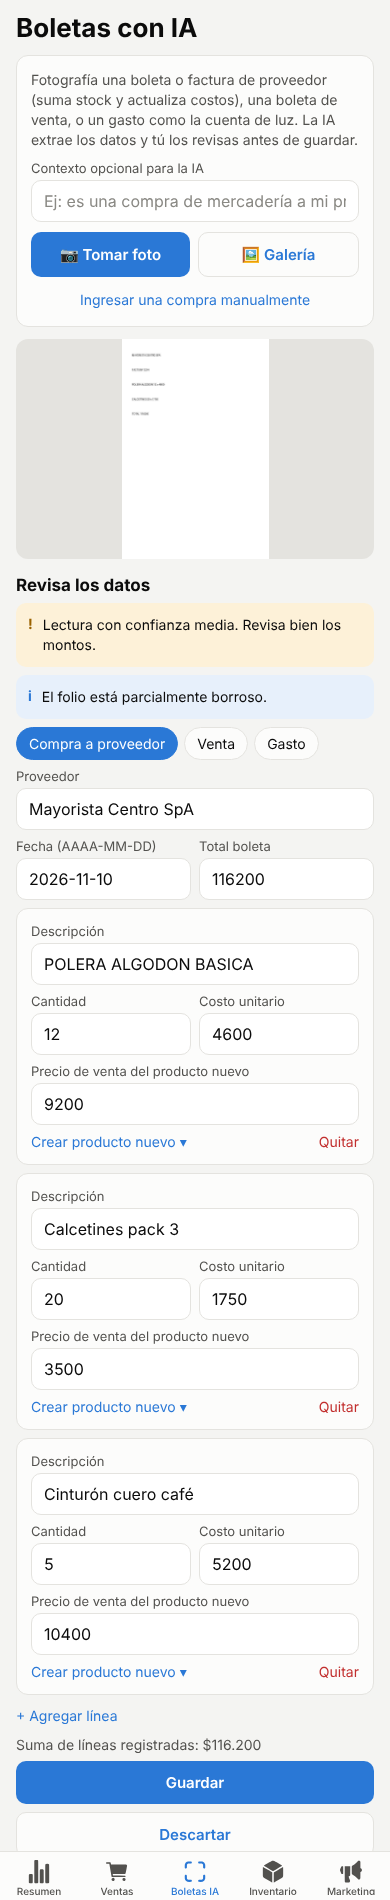 Boletas con IA
Fotografía una boleta o factura de proveedor
(suma stock y actualiza costos), una boleta de
venta, o un gasto como la cuenta de luz. La IA
extrae los datos y tú los revisas antes de guardar.
Contexto opcional para la IA
Ej: es una compra de mercadería a mi pr
Tomar foto
Galería
Ingresar una compra manualmente
Revisa los datos
! Lectura con confianza media. Revisa bien los
montos.
i El folio está parcialmente borroso.
Compra a proveedor Venta Gasto
Proveedor
Mayorista Centro SpA
Fecha (AAAA-MM-DD) Total boleta
2026-11-10 116200
Descripción
POLERA ALGODON BASICA
Cantidad Costo unitario
12 4600
Precio de venta del producto nuevo
9200
Crear producto nuevo ▾ Quitar
Descripción
Calcetines pack 3
Cantidad Costo unitario
20 1750
Precio de venta del producto nuevo
3500
Crear producto nuevo ▾ Quitar
Descripción
Cinturón cuero café
Cantidad Costo unitario
5 5200
Precio de venta del producto nuevo
10400
Crear producto nuevo ▾ Quitar
+ Agregar línea
Suma de líneas registradas: $116.200
Guardar
Descartar
Resumen Ventas Boletas IA Inventario Marketing